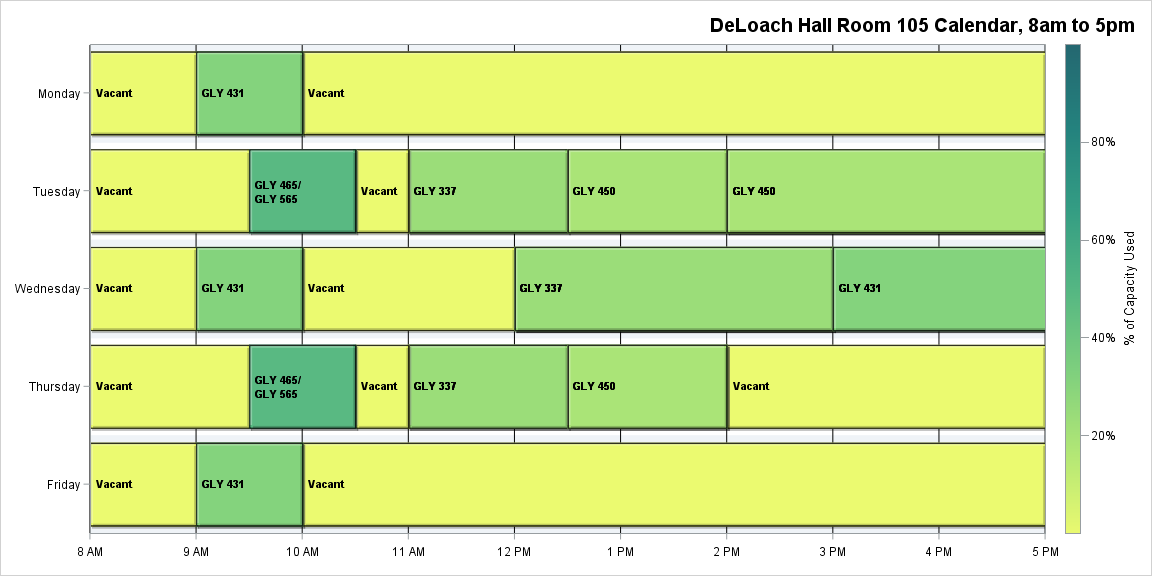 DeLoach Hall Room 105 Calendar, 8am to 5pm
Monday
Vacant
GLY 431
Vacant
Tuesday
Vacant
GLY 465/
GLY 565
Vacant
GLY 337
GLY 450
GLY 450
Wednesday
Vacant
GLY 431
Vacant
GLY 337
GLY 431
Thursday
Vacant
GLY 465/
GLY 565
Vacant
GLY 337
GLY 450
Vacant
Friday
Vacant
GLY 431
Vacant
8 AM
9 AM
10 AM
11 AM
12 PM
1 PM
2 PM
3 PM
4 PM
5 PM
80%
60%
40%
20%
% of Capacity Used